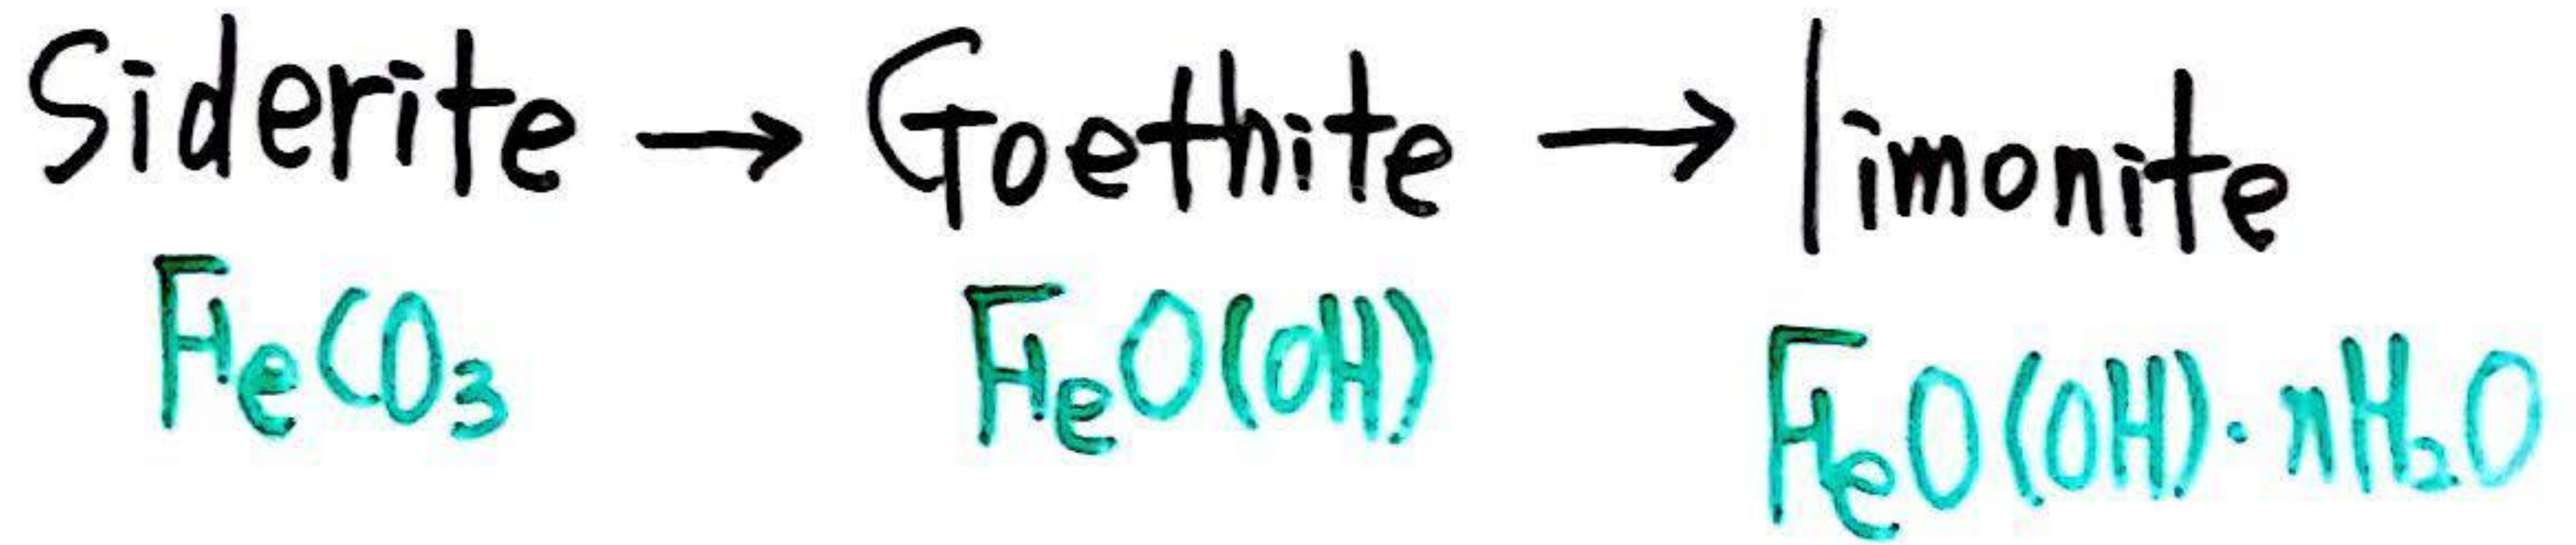 Siderite → Goethite → limonite
FeCO₃ FeO(OH) FeO(OH)·nH₂O